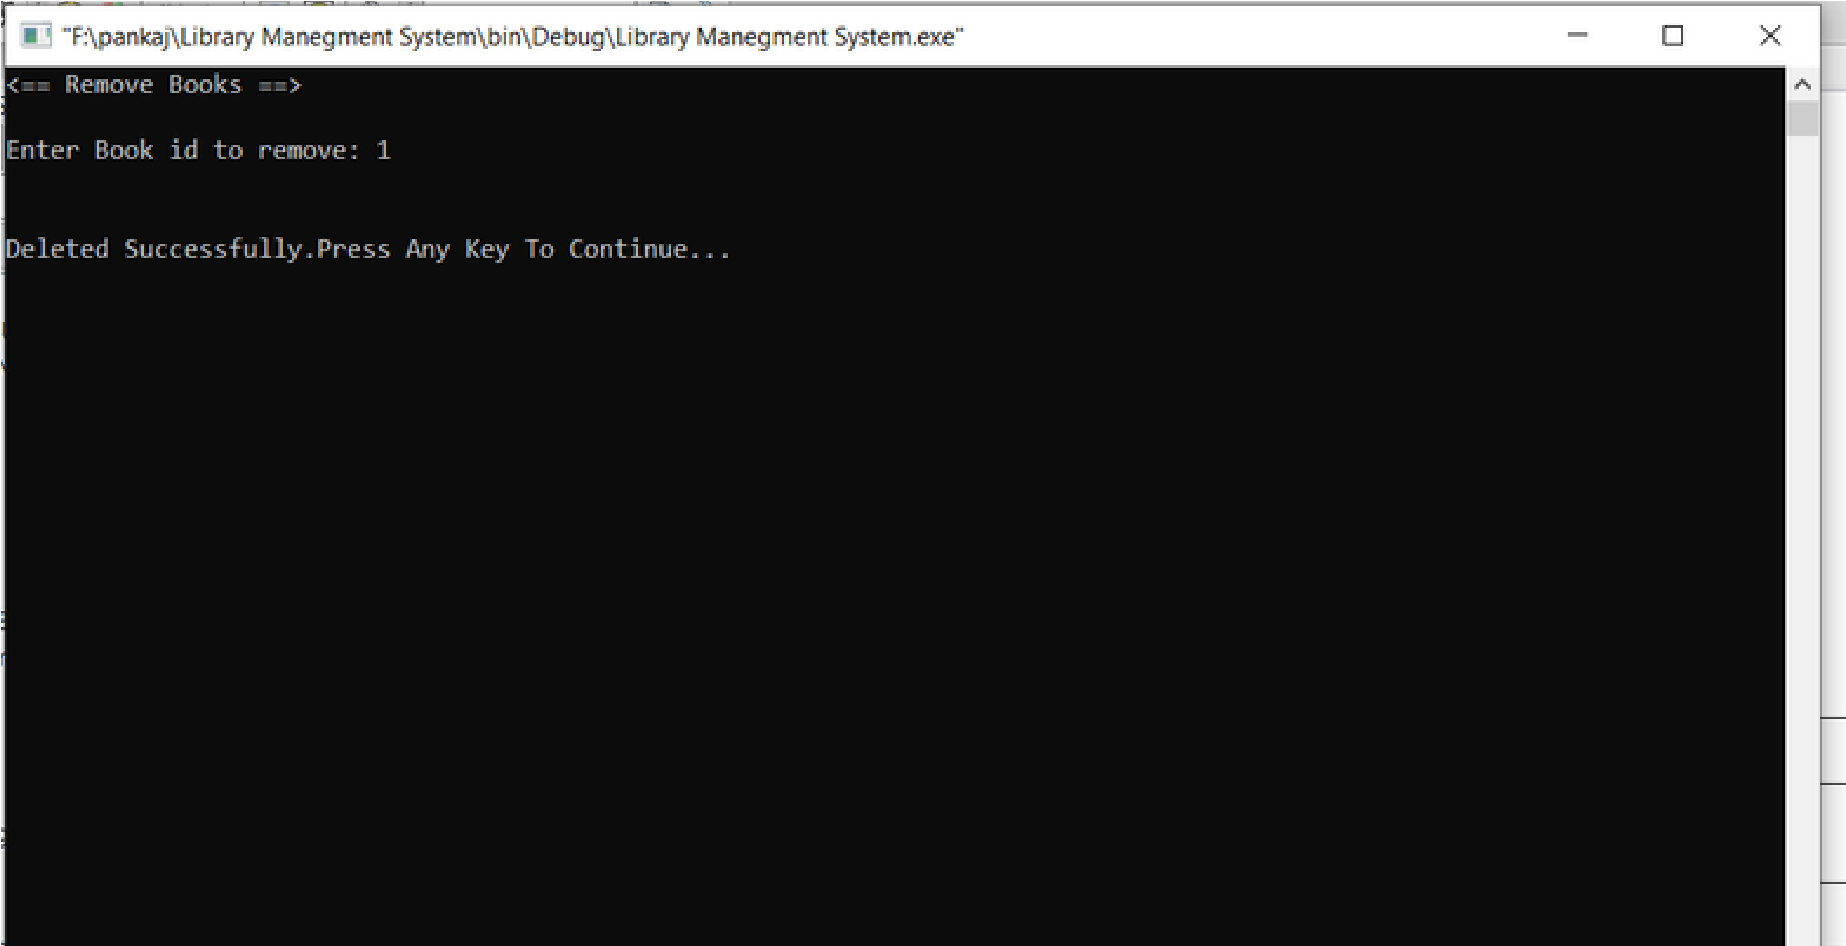 "F:\pankaj\Library Manegment System\bin\Debug\Library Manegment System.exe"
<== Remove Books ==>
Enter Book id to remove: 1
Deleted Successfully.Press Any Key To Continue...